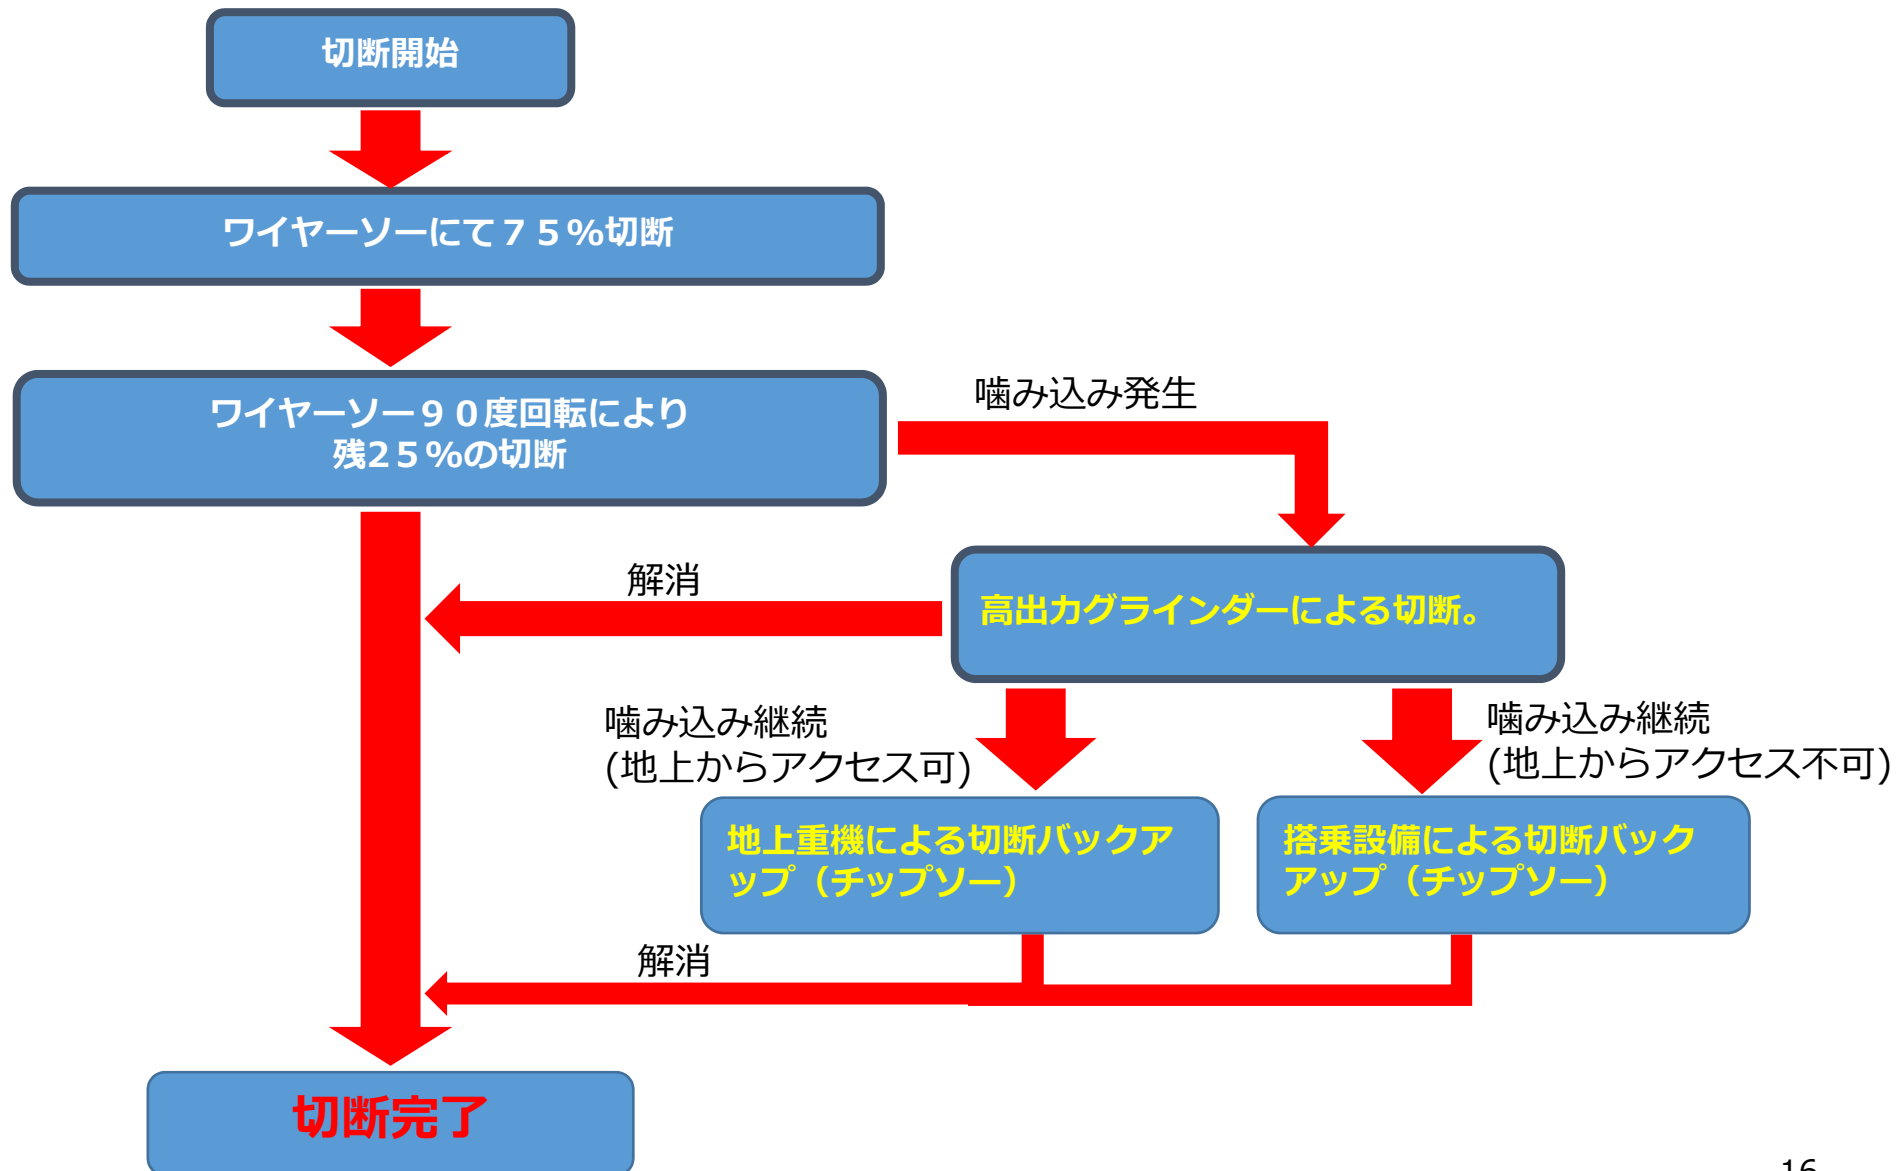 切断開始
ワイヤーソーにて７５％切断
ワイヤーソー９０度回転により
残2５％の切断
噛み込み発生
解消
高出力グラインダーによる切断。
噛み込み継続
(地上からアクセス可)
噛み込み継続
(地上からアクセス不可)
地上重機による切断バックア
ップ（チップソー）
搭乗設備による切断バック
アップ（チップソー）
解消
切断完了
16